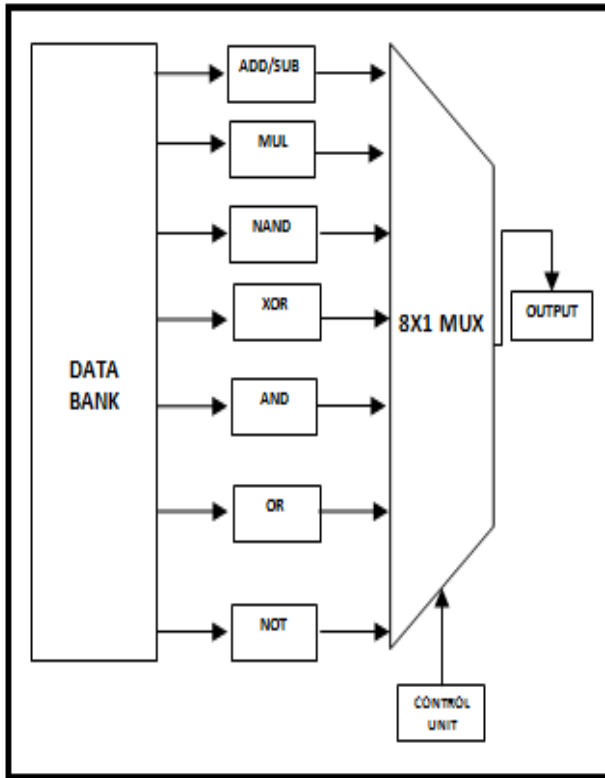 DATA
BANK
ADD/SUB
MUL
NAND
XOR
AND
OR
NOT
8X1 MUX
OUTPUT
CONTROL
UNIT